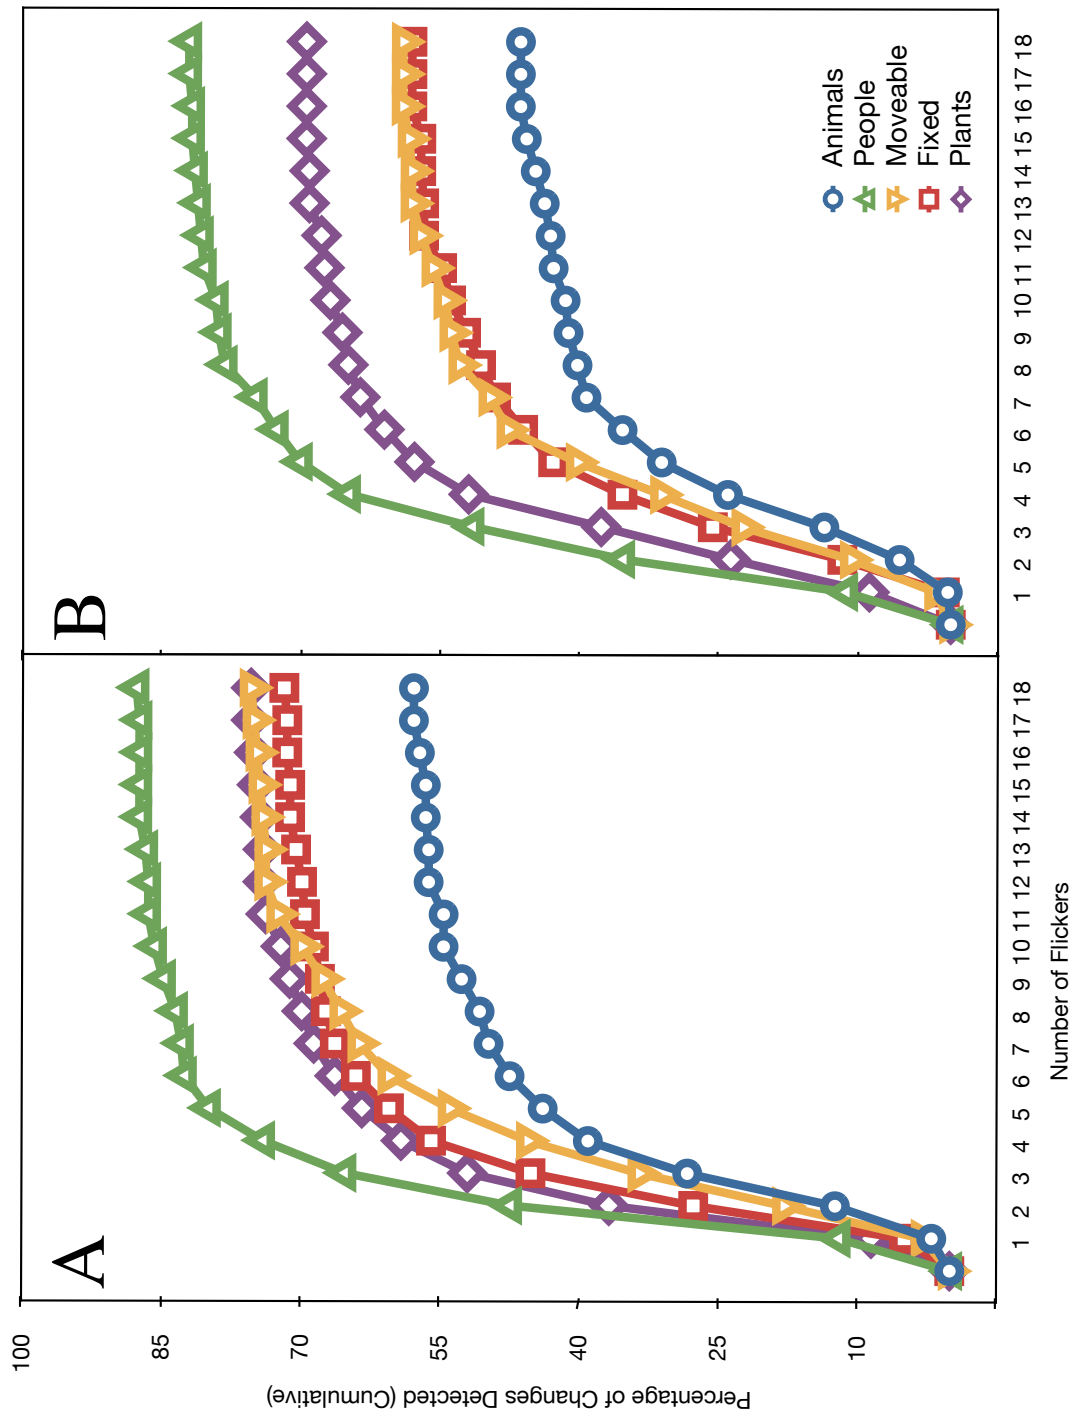 A
B
Animals
People
Moveable
Fixed
Plants
100
85
70
55
40
25
10
Percentage of Changes Detected (Cumulative)
1 2 3 4 5 6 7 8 9 10 11 12 13 14 15 16 17 18
1 2 3 4 5 6 7 8 9 10 11 12 13 14 15 16 17 18
Number of Flickers